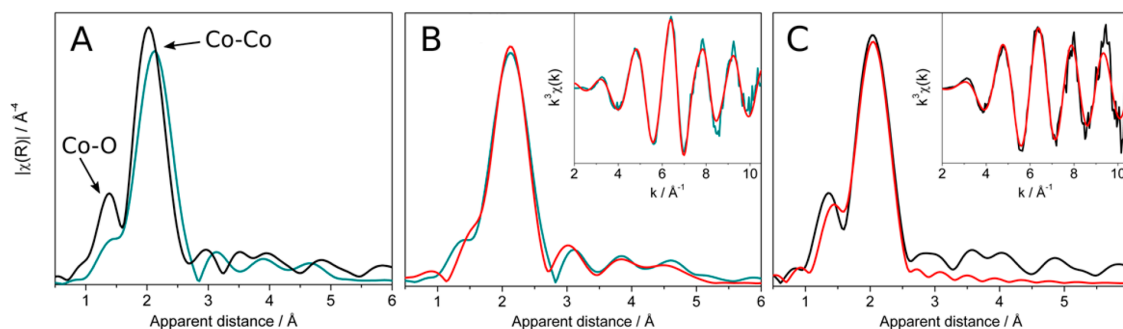 A
Co-Co
Co-O
|χ(R)| / Å⁻⁴
1 2 3 4 5 6
Apparent distance / Å
B
k³χ(k)
2 4 6 8 10
k / Å⁻¹
1 2 3 4 5 6
Apparent distance / Å
C
k³χ(k)
2 4 6 8 10
k / Å⁻¹
1 2 3 4 5
Apparent distance / Å